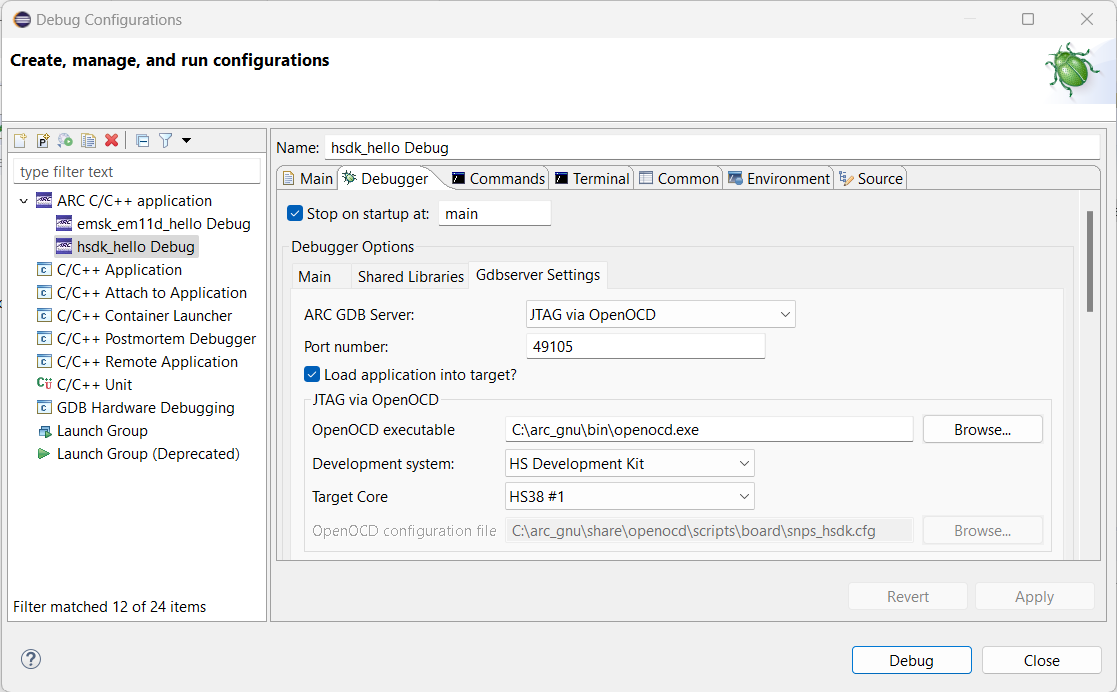 Debug Configurations
Create, manage, and run configurations
type filter text
ARC C/C++ application
emsk_em11d_hello Debug
hsdk_hello Debug
C/C++ Application
C/C++ Attach to Application
C/C++ Container Launcher
C/C++ Postmortem Debugger
C/C++ Remote Application
C/C++ Unit
GDB Hardware Debugging
Launch Group
Launch Group (Deprecated)
Filter matched 12 of 24 items
Name: hsdk_hello Debug
Main Debugger Commands Terminal Common Environment Source
Stop on startup at: main
Debugger Options
Main Shared Libraries Gdbserver Settings
ARC GDB Server: JTAG via OpenOCD
Port number: 49105
Load application into target?
JTAG via OpenOCD
OpenOCD executable C:\arc_gnu\bin\openocd.exe Browse...
Development system: HS Development Kit
Target Core HS38 #1
OpenOCD configuration file C:\arc_gnu\share\openocd\scripts\board\snps_hsdk.cfg Browse...
Revert Apply
Debug Close